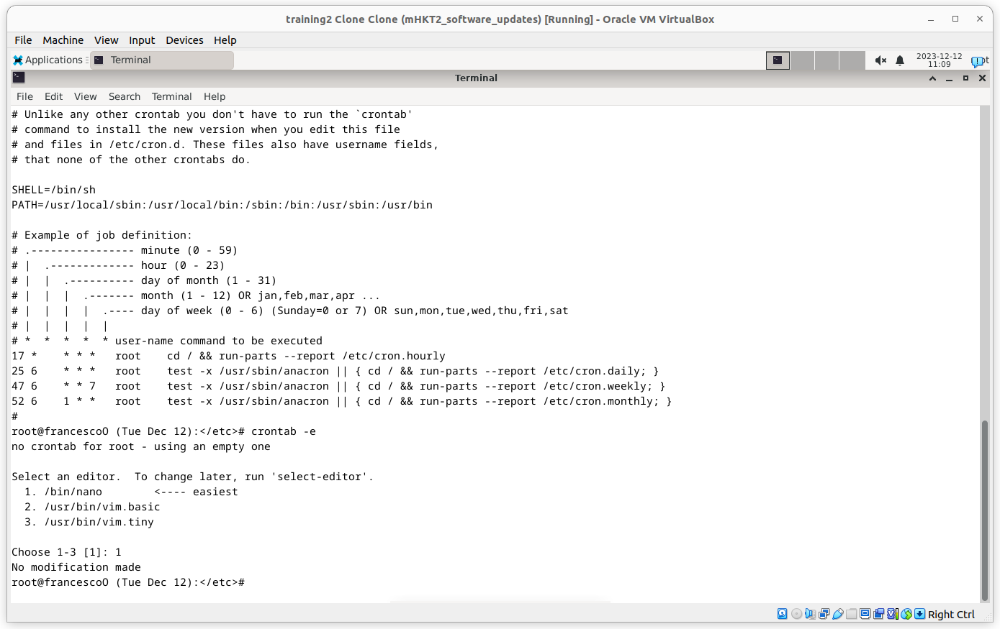 training2 Clone Clone (mHKT2_software_updates) [Running] - Oracle VM VirtualBox
File Machine View Input Devices Help
Applications Terminal 2023-12-12
11:09
Terminal
File Edit View Search Terminal Help
# Unlike any other crontab you don't have to run the `crontab'
# command to install the new version when you edit this file
# and files in /etc/cron.d. These files also have username fields,
# that none of the other crontabs do.
SHELL=/bin/sh
PATH=/usr/local/sbin:/usr/local/bin:/sbin:/bin:/usr/sbin:/usr/bin
# Example of job definition:
# .---------------- minute (0 - 59)
# |  .------------- hour (0 - 23)
# |  |  .---------- day of month (1 - 31)
# |  |  |  .------- month (1 - 12) OR jan,feb,mar,apr ...
# |  |  |  |  .---- day of week (0 - 6) (Sunday=0 or 7) OR sun,mon,tue,wed,thu,fri,sat
# |  |  |  |  |
# *  *  *  *  * user-name command to be executed
17 *    * * *   root    cd / && run-parts --report /etc/cron.hourly
25 6    * * *   root    test -x /usr/sbin/anacron || { cd / && run-parts --report /etc/cron.daily; }
47 6    * * 7   root    test -x /usr/sbin/anacron || { cd / && run-parts --report /etc/cron.weekly; }
52 6    1 * *   root    test -x /usr/sbin/anacron || { cd / && run-parts --report /etc/cron.monthly; }
#
root@francescoO (Tue Dec 12):</etc># crontab -e
no crontab for root - using an empty one
Select an editor.  To change later, run 'select-editor'.
  1. /bin/nano        <---- easiest
  2. /usr/bin/vim.basic
  3. /usr/bin/vim.tiny
Choose 1-3 [1]: 1
No modification made
root@francescoO (Tue Dec 12):</etc>#
Right Ctrl